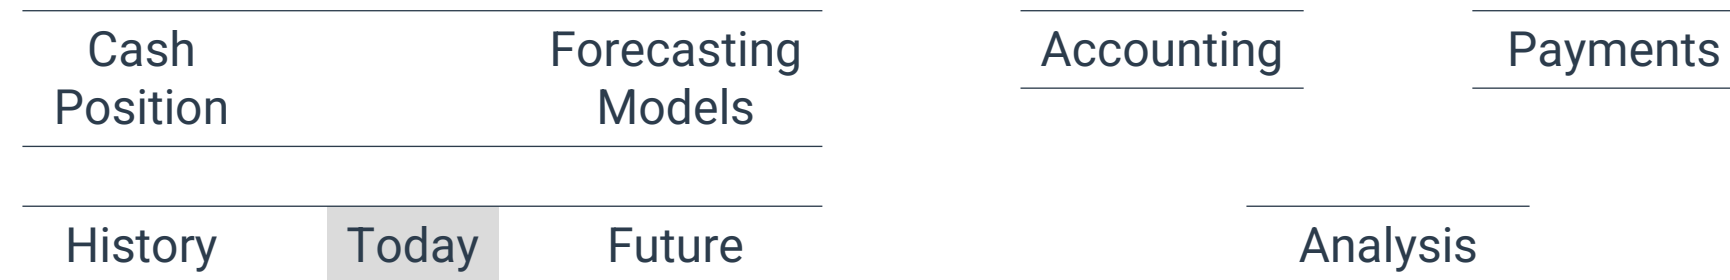 Cash Forecasting Accounting Payments
Position Models
History Today Future Analysis